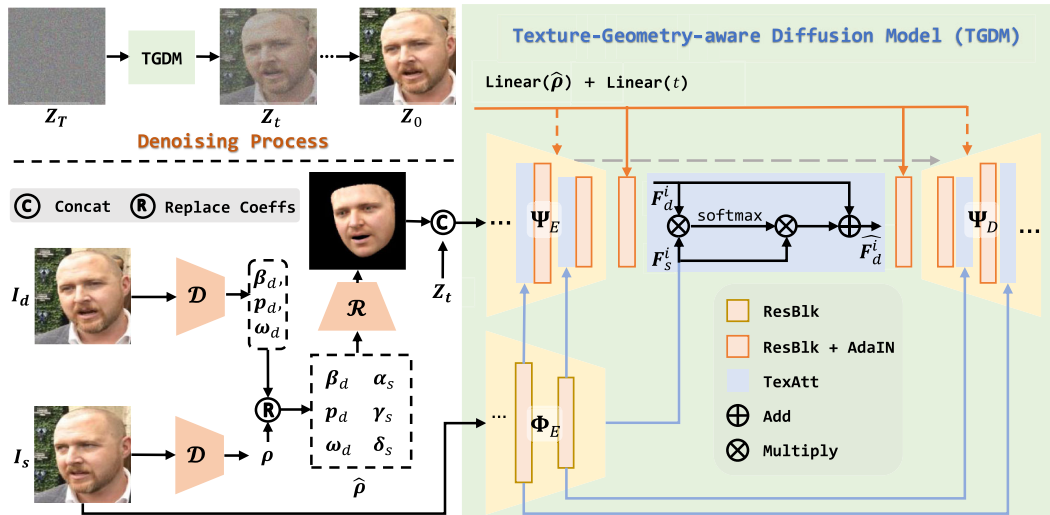 TGDM
Z_T
Z_t
Z_0
Denoising Process
Texture-Geometry-aware Diffusion Model (TGDM)
Linear(ρ̂) + Linear(t)
C Concat R Replace Coeffs
I_d
D
β_d,
p_d,
ω_d
R
I_s
D
ρ
R
β_d α_s
p_d γ_s
ω_d δ_s
ρ̂
C
Z_t
...
Ψ_E
F_d^i
softmax
F_s^i
F̂_d^i
Ψ_D
...
...
Φ_E
ResBlk
ResBlk + AdaIN
TexAtt
Add
Multiply
...